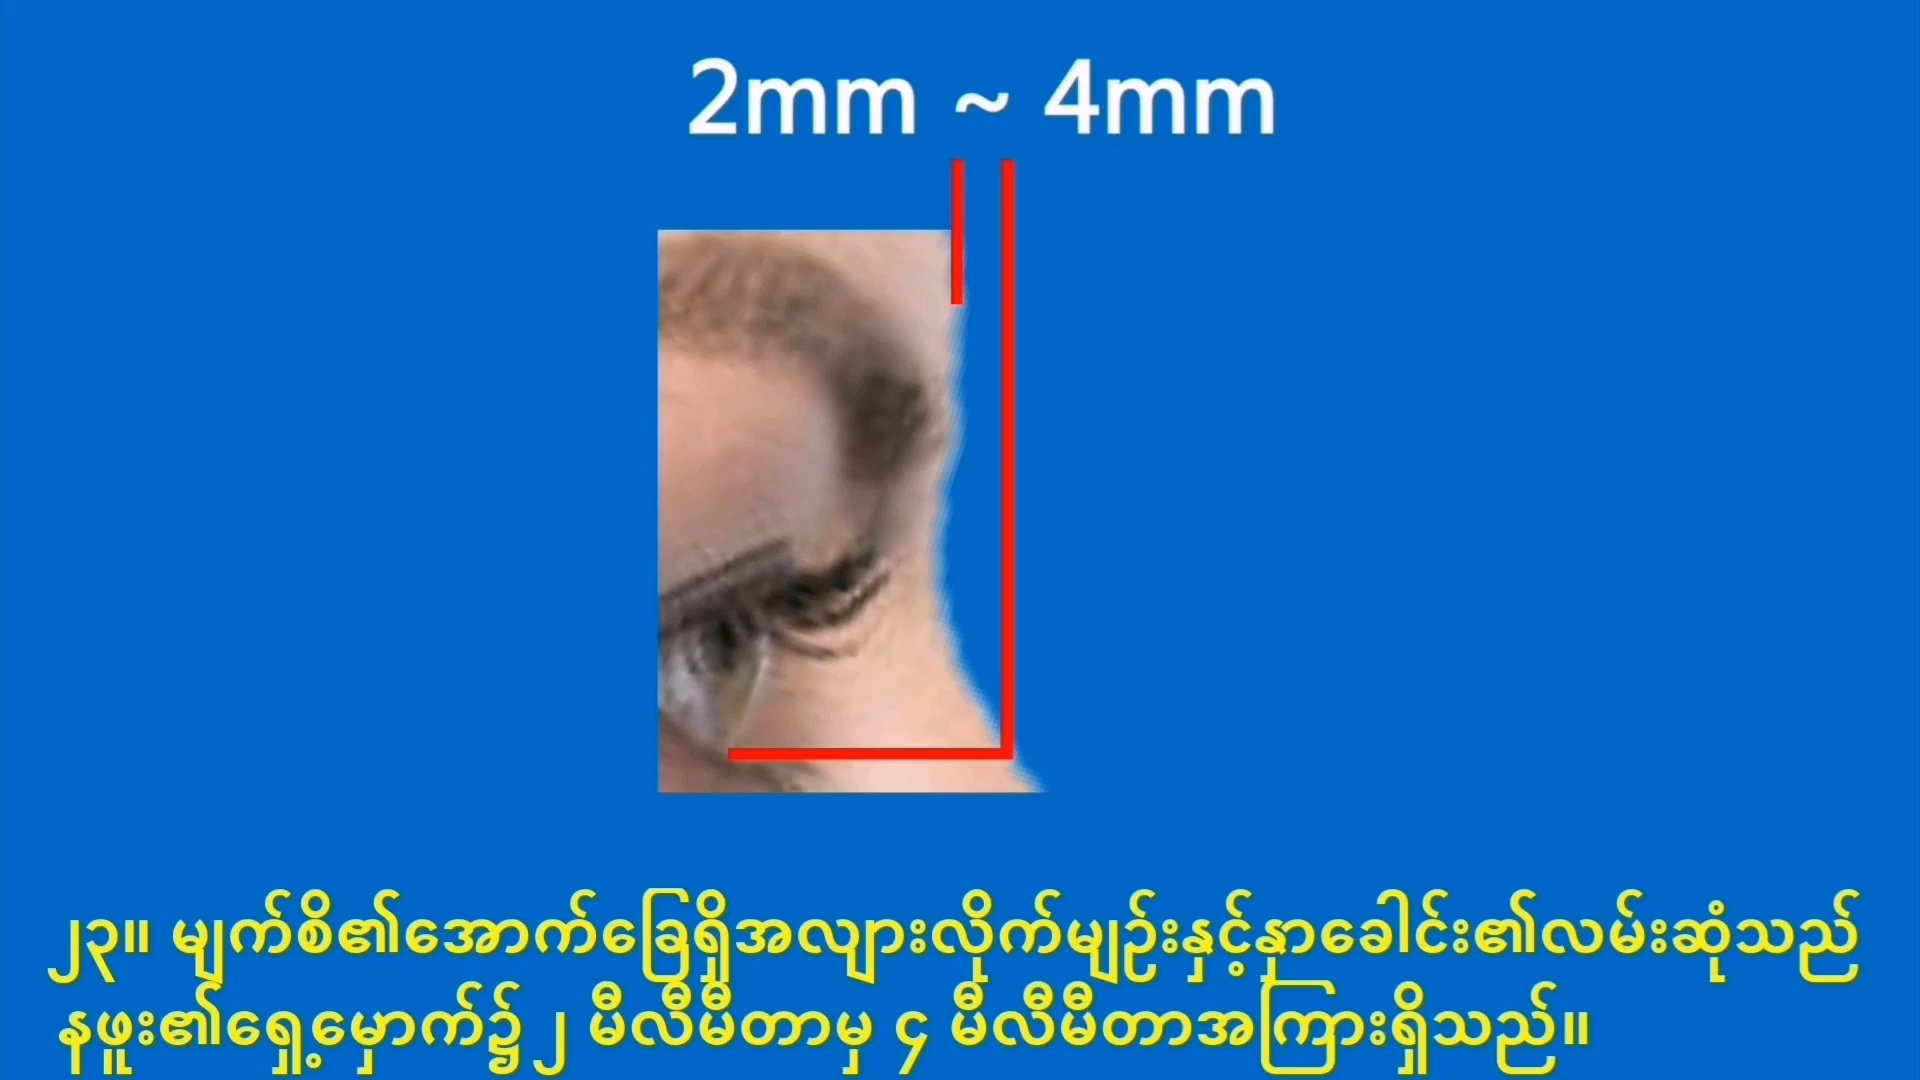 2mm ~ 4mm
၂၃။ မျက်စိ၏အောက်ခြေရှိအလျားလိုက်မျဉ်းနှင့်နှာခေါင်း၏လမ်းဆုံသည်
နဖူး၏ရှေ့မှောက်၌ ၂ မီလီမီတာမှ ၄ မီလီမီတာအကြားရှိသည်။